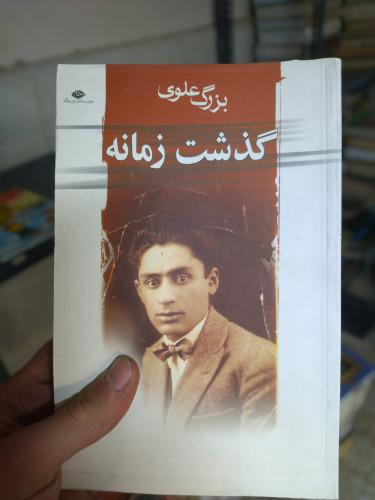 بزرگ علوی
گذشت زمانه